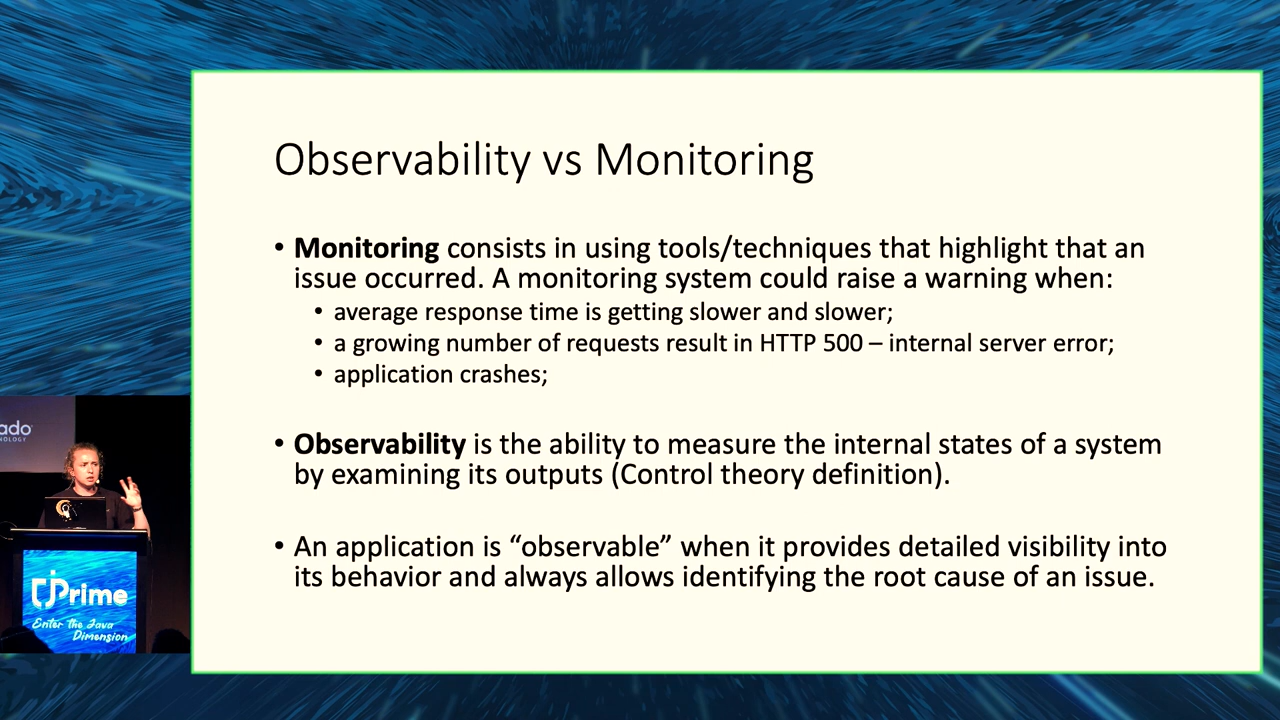 Observability vs Monitoring
• Monitoring consists in using tools/techniques that highlight that an
issue occurred. A monitoring system could raise a warning when:
• average response time is getting slower and slower;
• a growing number of requests result in HTTP 500 – internal server error;
• application crashes;
• Observability is the ability to measure the internal states of a system
by examining its outputs (Control theory definition).
• An application is “observable” when it provides detailed visibility into
its behavior and always allows identifying the root cause of an issue.
ado
NOLOGY
jPrime
Enter the Java
Dimension